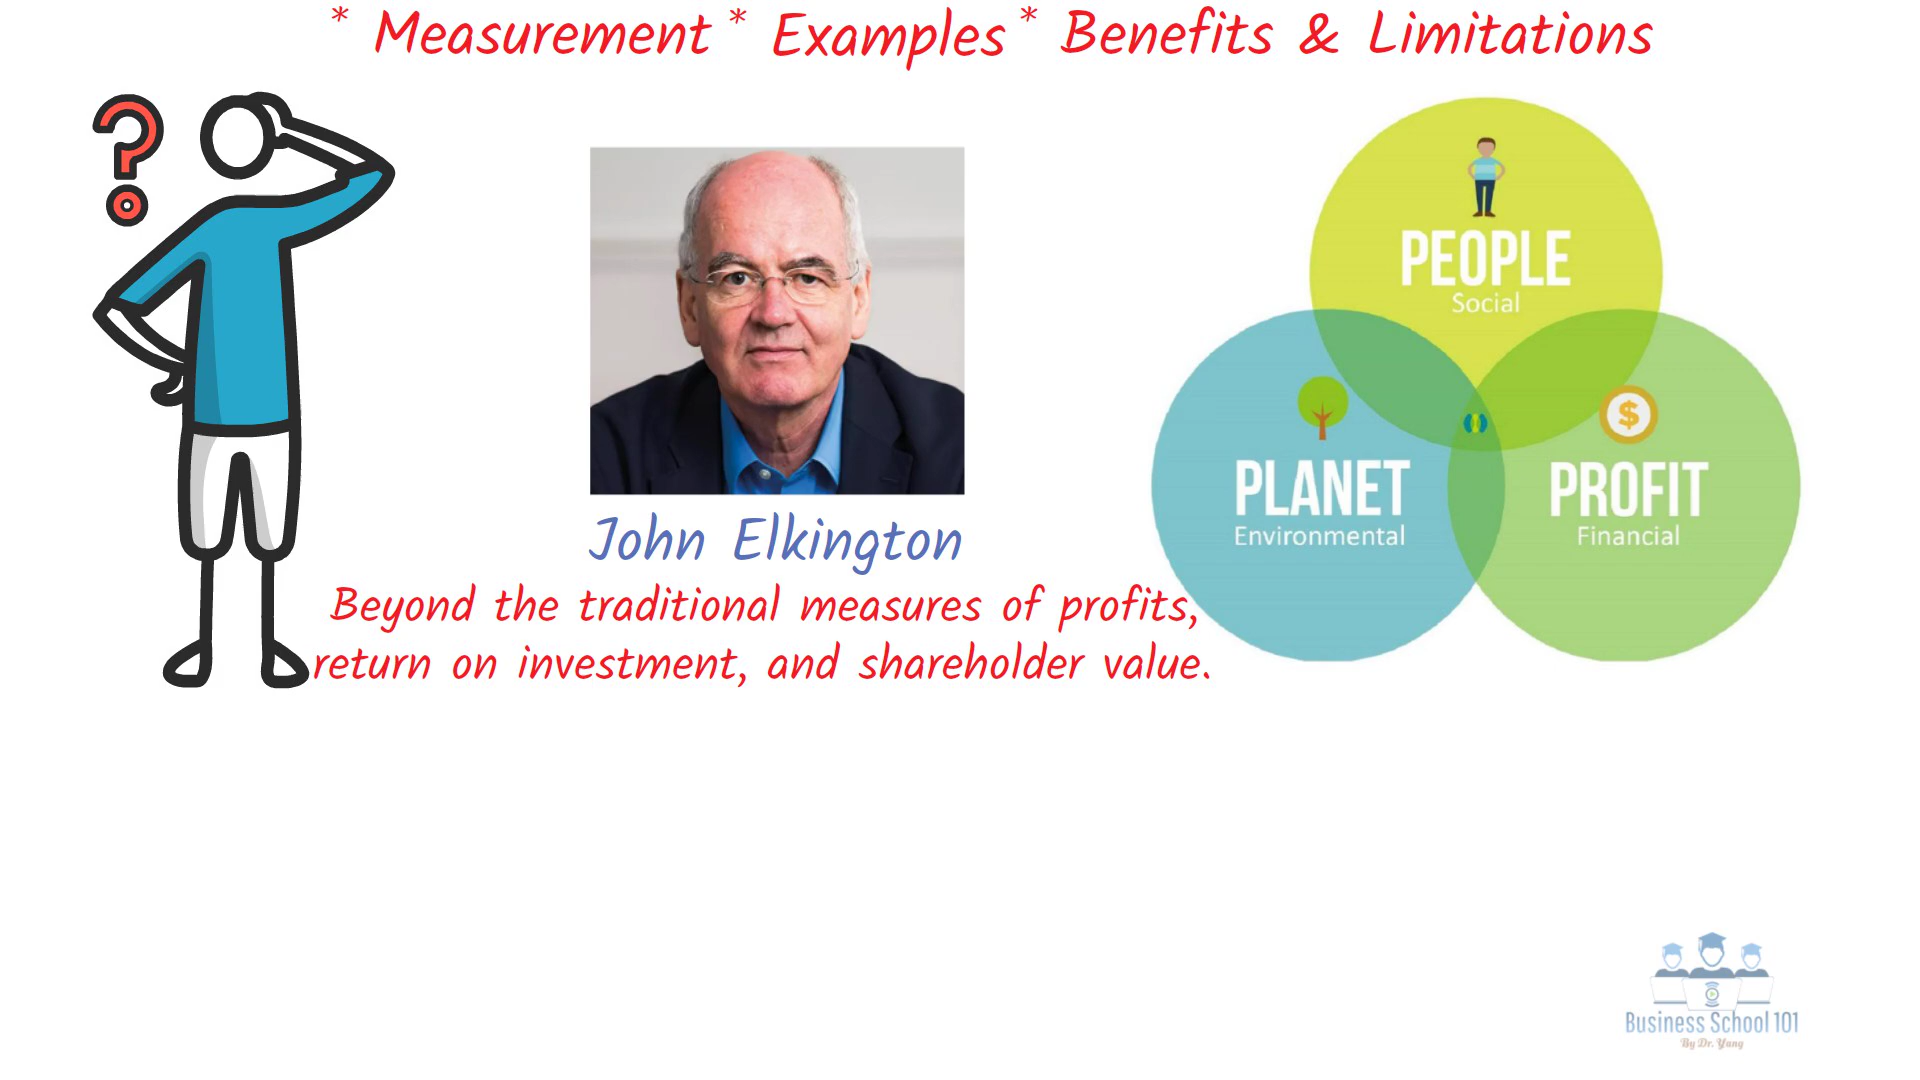 * Measurement * Examples * Benefits & Limitations
?
PEOPLE
Social
$
PLANET
Environmental
PROFIT
Financial
John Elkington
Beyond the traditional measures of profits,
return on investment, and shareholder value.
Business School 101
By Dr. Yang